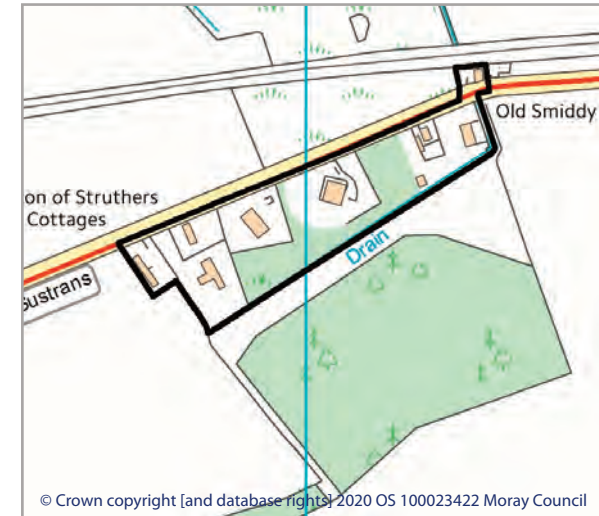 Old Smiddy
on of Struthers
Cottages
Sustrans
Drain
© Crown copyright [and database rights] 2020 OS 100023422 Moray Council